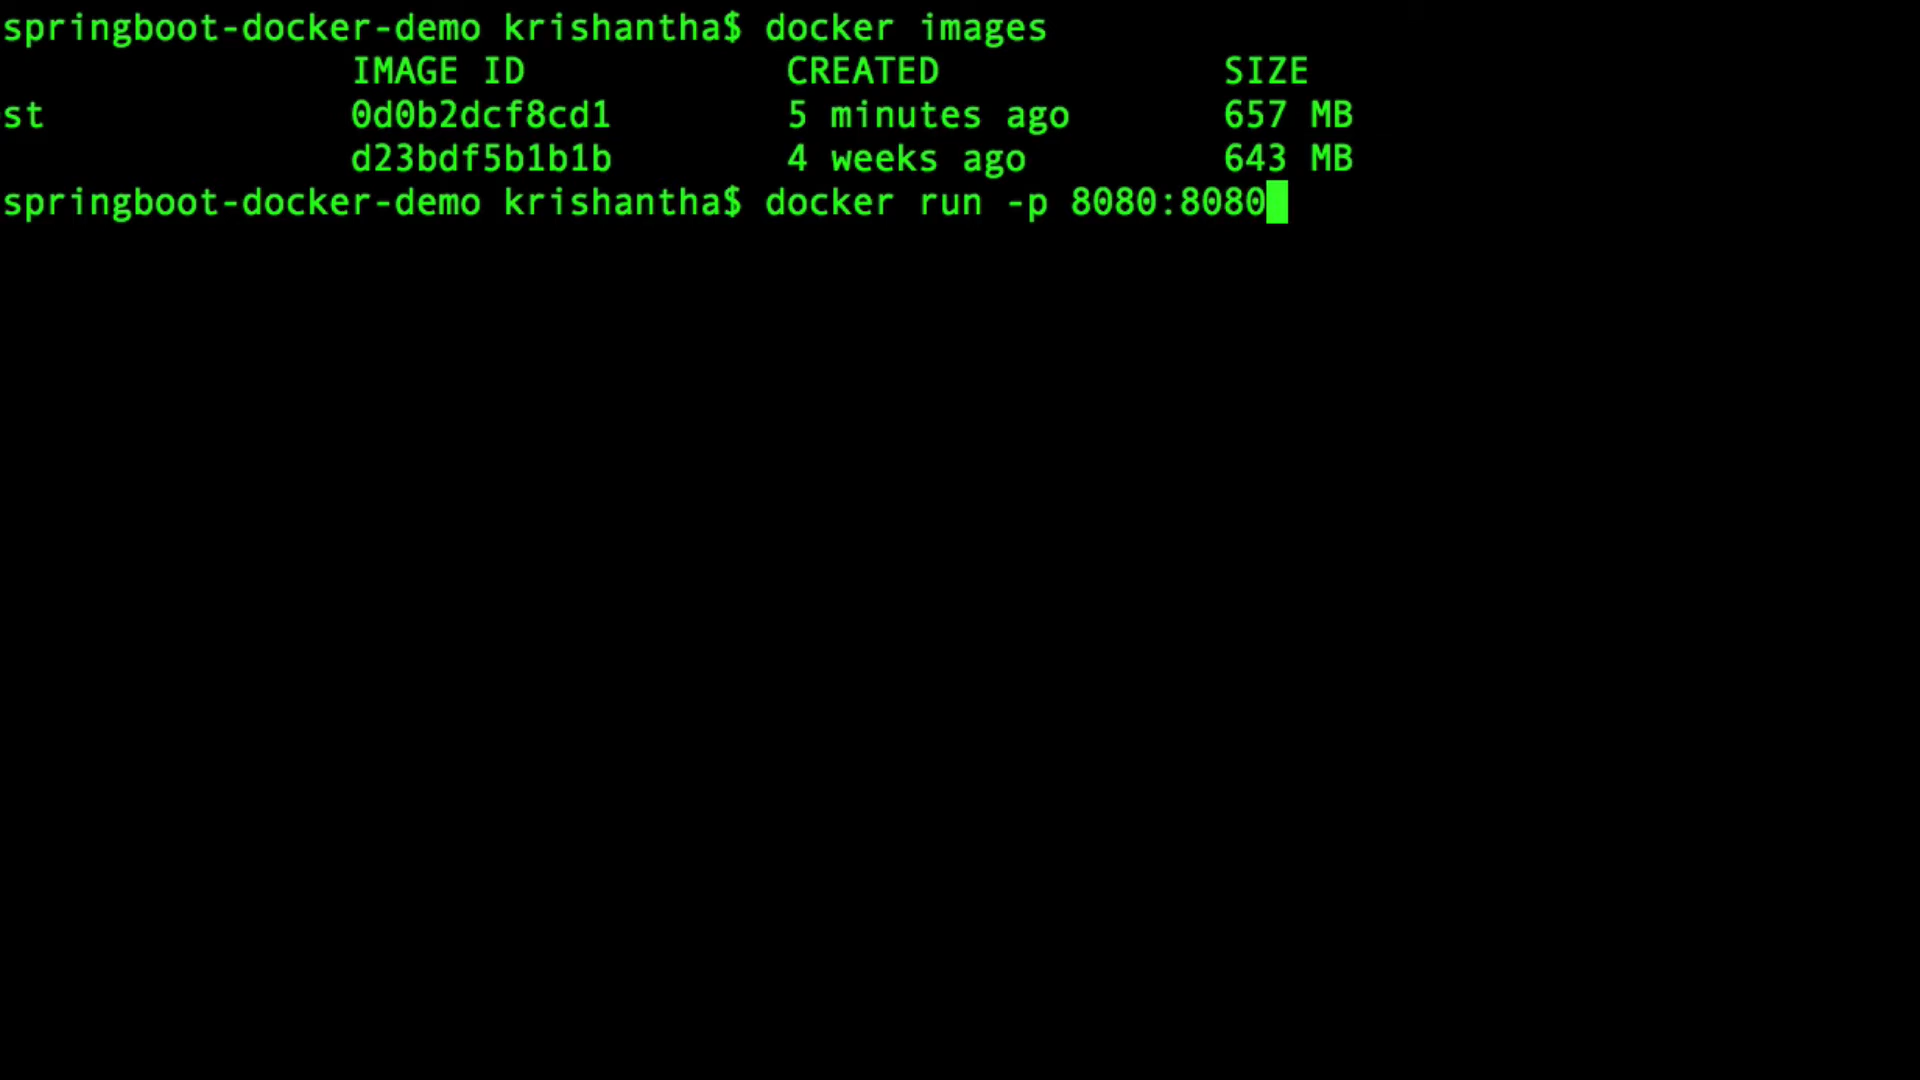 springboot-docker-demo krishantha$ docker images
IMAGE ID CREATED SIZE
st 0d0b2dcf8cd1 5 minutes ago 657 MB
d23bdf5b1b1b 4 weeks ago 643 MB
springboot-docker-demo krishantha$ docker run -p 8080:8080